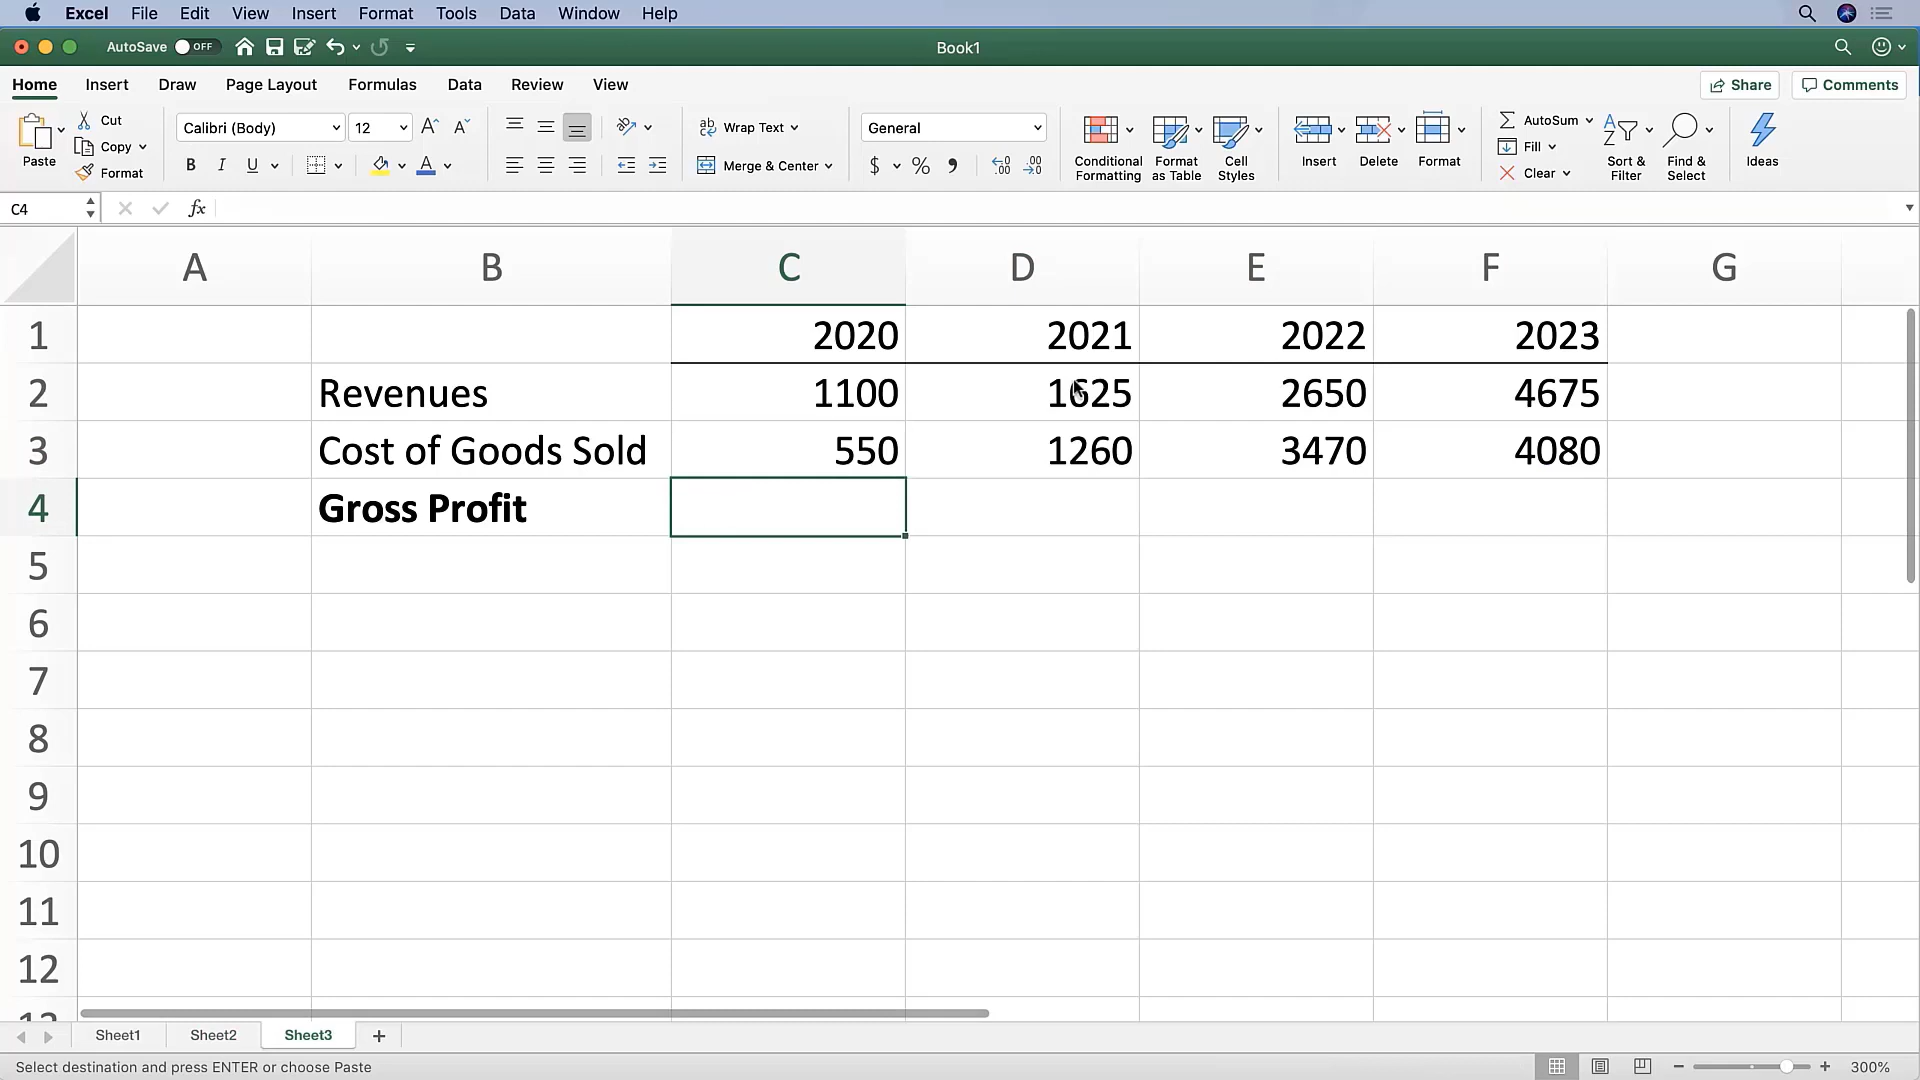 Excel File Edit View Insert Format Tools Data Window Help
AutoSave OFF Book1
Home Insert Draw Page Layout Formulas Data Review View Share Comments
Paste Cut Copy Format
Calibri (Body) 12
B I U A
ab Wrap Text
Merge & Center
General
$ % 9
Conditional Formatting
Format as Table
Cell Styles
Insert Delete Format
AutoSum
Fill
Clear
Sort & Filter
Find & Select
Ideas
C4 fx
A B C D E F G
1 2020 2021 2022 2023
2 Revenues 1100 1625 2650 4675
3 Cost of Goods Sold 550 1260 3470 4080
4 Gross Profit
5
6
7
8
9
10
11
12
Sheet1 Sheet2 Sheet3 +
Select destination and press ENTER or choose Paste 300%